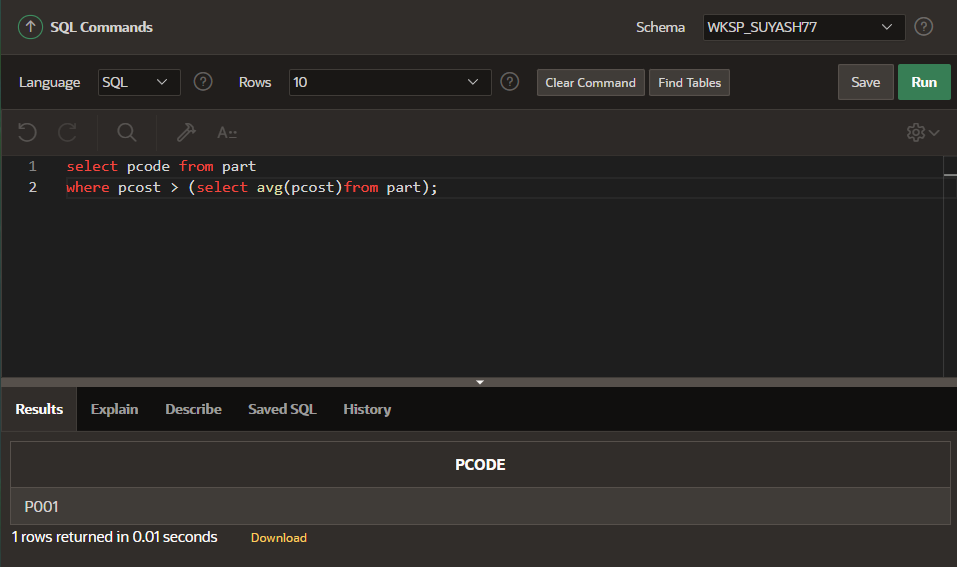 SQL Commands
Schema
WKSP_SUYASH77
Language
SQL
Rows
10
Clear Command
Find Tables
Save
Run
A
1 select pcode from part
2 where pcost > (select avg(pcost)from part);
Results
Explain
Describe
Saved SQL
History
PCODE
P001
1 rows returned in 0.01 seconds
Download